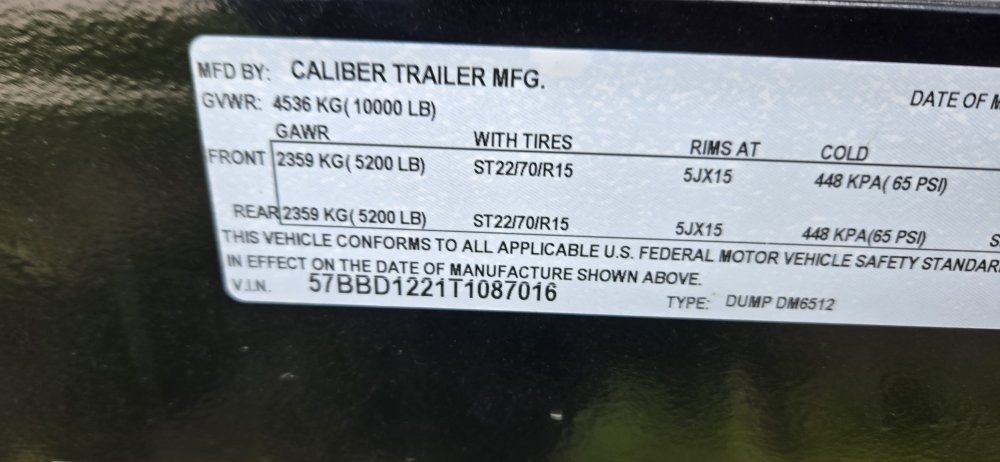 MFD BY: CALIBER TRAILER MFG.
GVWR: 4536 KG( 10000 LB) DATE OF M
GAWR WITH TIRES RIMS AT COLD
FRONT 2359 KG( 5200 LB) ST22/70/R15 5JX15 448 KPA( 65 PSI)
REAR 2359 KG( 5200 LB) ST22/70/R15 5JX15 448 KPA(65 PSI) S
THIS VEHICLE CONFORMS TO ALL APPLICABLE U.S. FEDERAL MOTOR VEHICLE SAFETY STANDAR
IN EFFECT ON THE DATE OF MANUFACTURE SHOWN ABOVE.
V.I.N. 57BBD1221T1087016 TYPE: DUMP DM6512